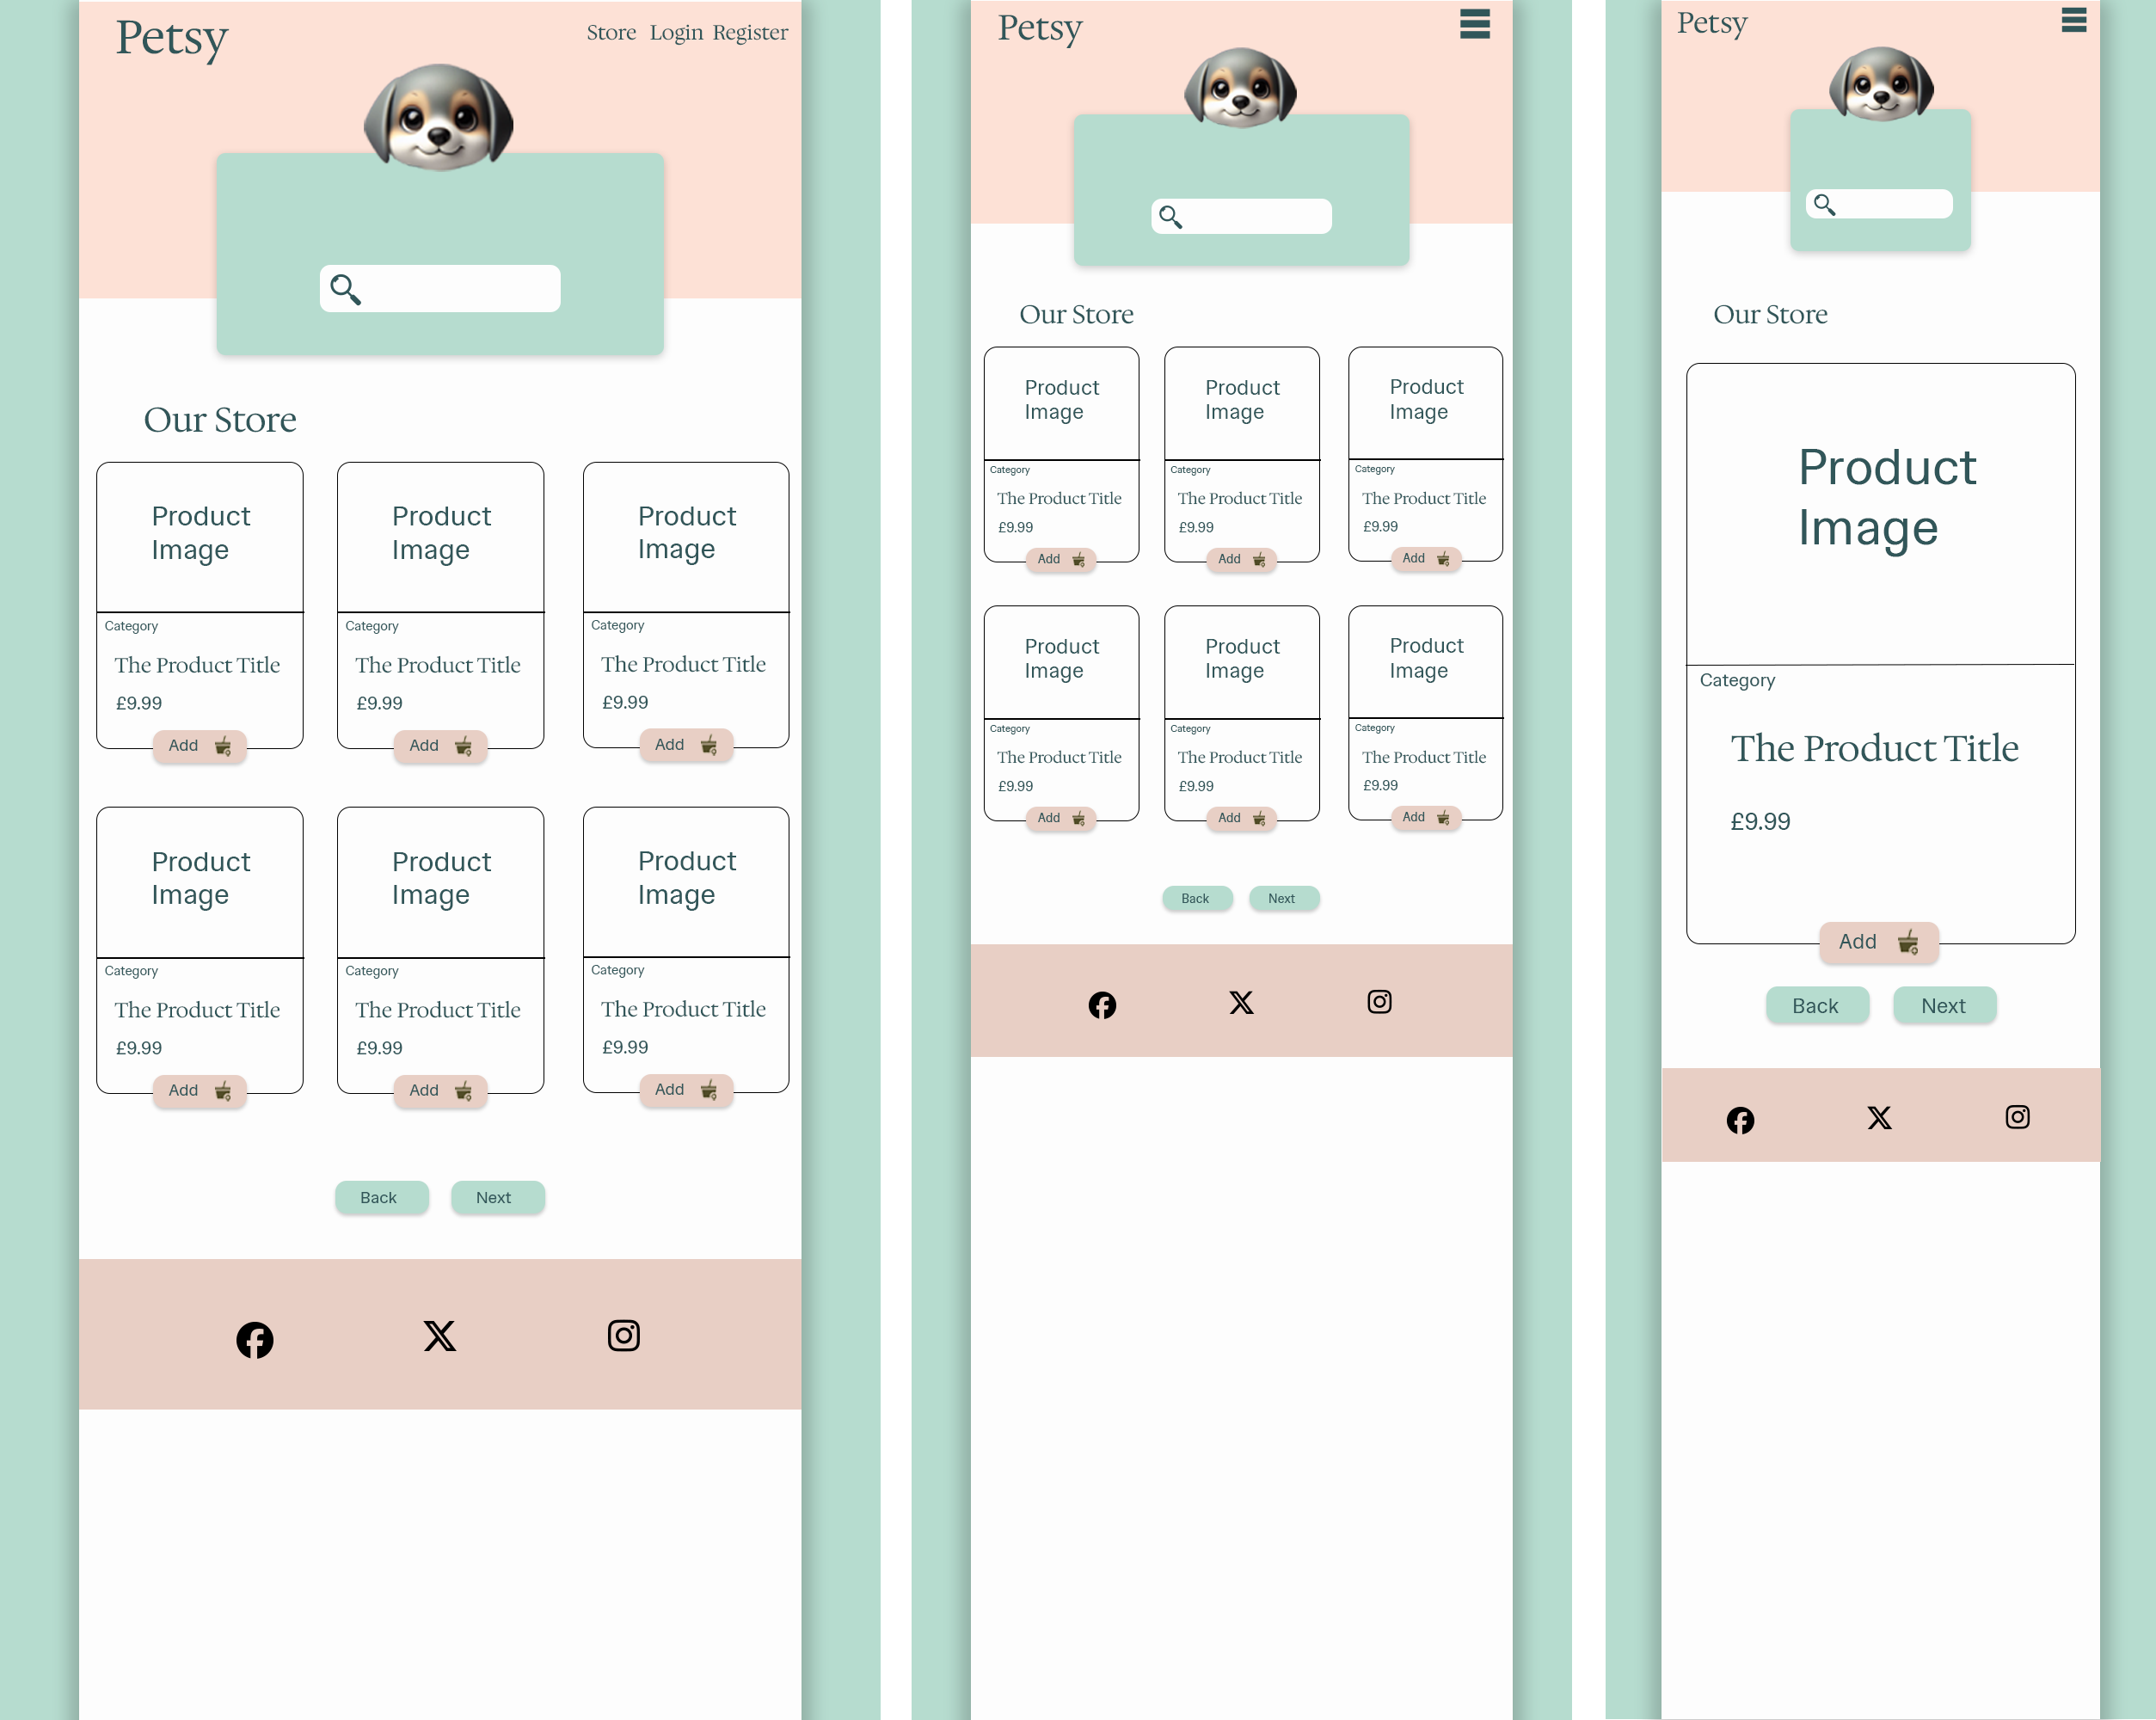 Petsy
Store Login Register
Our Store
Product Product Product
Image Image Image
Category Category Category
The Product Title The Product Title The Product Title
£9.99 £9.99 £9.99
Add Add Add
Product Product Product
Image Image Image
Category Category Category
The Product Title The Product Title The Product Title
£9.99 £9.99 £9.99
Add Add Add
Back Next
Petsy
Our Store
Product Product Product
Image Image Image
Category Category Category
The Product Title The Product Title The Product Title
£9.99 £9.99 £9.99
Add Add Add
Product Product Product
Image Image Image
Category Category Category
The Product Title The Product Title The Product Title
£9.99 £9.99 £9.99
Add Add Add
Back Next
Petsy
Our Store
Product
Image
Category
The Product Title
£9.99
Add
Back Next